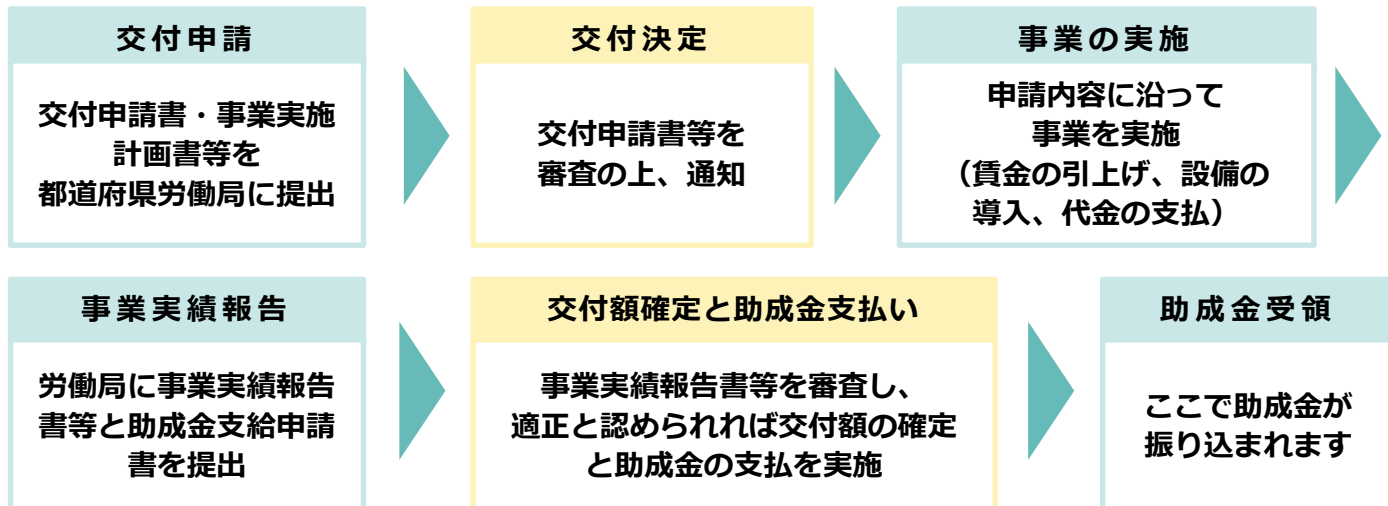 交付申請
交付申請書・事業実施
計画書等を
都道府県労働局に提出
交付決定
交付申請書等を
審査の上、通知
事業の実施
申請内容に沿って
事業を実施
（賃金の引上げ、設備の
導入、代金の支払）
事業実績報告
労働局に事業実績報告
書等と助成金支給申請
書を提出
交付額確定と助成金支払い
事業実績報告書等を審査し、
適正と認められれば交付額の確定
と助成金の支払を実施
助成金受領
ここで助成金が
振り込まれます